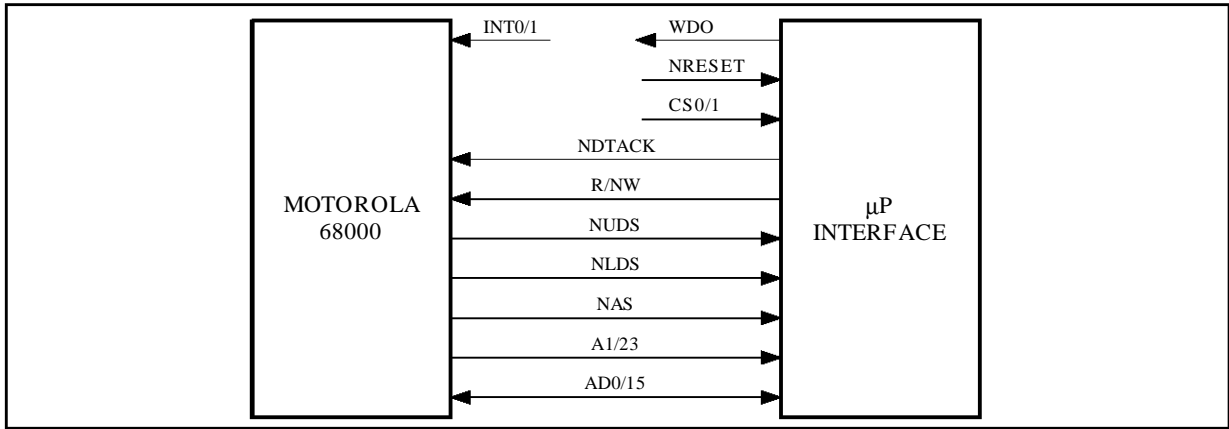 INT0/1
WDO
NRESET
CS0/1
NDTACK
R/NW
MOTOROLA
68000
µP
INTERFACE
NUDS
NLDS
NAS
A1/23
AD0/15